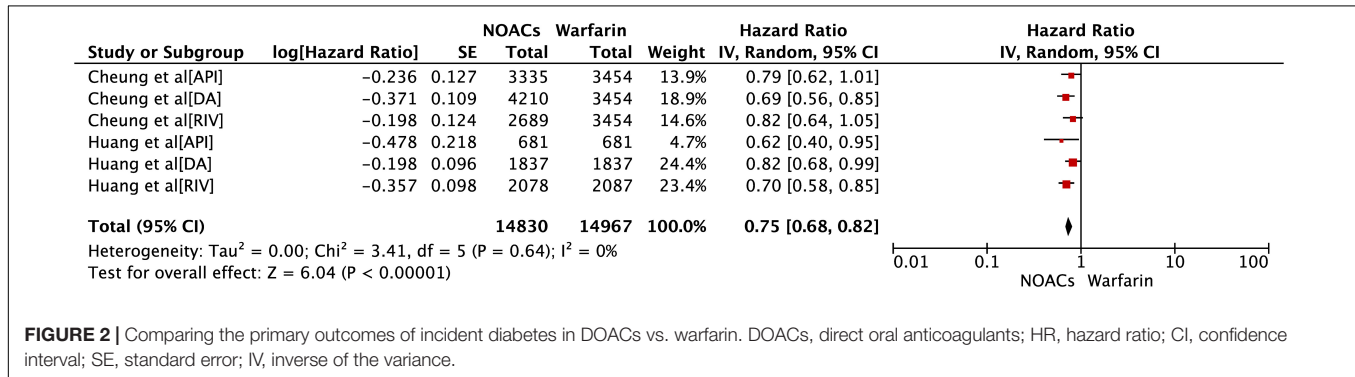 NOACs Warfarin Hazard Ratio Hazard Ratio
Study or Subgroup log[Hazard Ratio] SE Total Total Weight IV, Random, 95% CI IV, Random, 95% CI
Cheung et al[API] −0.236 0.127 3335 3454 13.9% 0.79 [0.62, 1.01]
Cheung et al[DA] −0.371 0.109 4210 3454 18.9% 0.69 [0.56, 0.85]
Cheung et al[RIV] −0.198 0.124 2689 3454 14.6% 0.82 [0.64, 1.05]
Huang et al[API] −0.478 0.218 681 681 4.7% 0.62 [0.40, 0.95]
Huang et al[DA] −0.198 0.096 1837 1837 24.4% 0.82 [0.68, 0.99]
Huang et al[RIV] −0.357 0.098 2078 2087 23.4% 0.70 [0.58, 0.85]
Total (95% CI) 14830 14967 100.0% 0.75 [0.68, 0.82]
Heterogeneity: Tau² = 0.00; Chi² = 3.41, df = 5 (P = 0.64); I² = 0%
Test for overall effect: Z = 6.04 (P < 0.00001)
0.01 0.1 1 10 100
NOACs Warfarin
FIGURE 2 | Comparing the primary outcomes of incident diabetes in DOACs vs. warfarin. DOACs, direct oral anticoagulants; HR, hazard ratio; CI, confidence
interval; SE, standard error; IV, inverse of the variance.